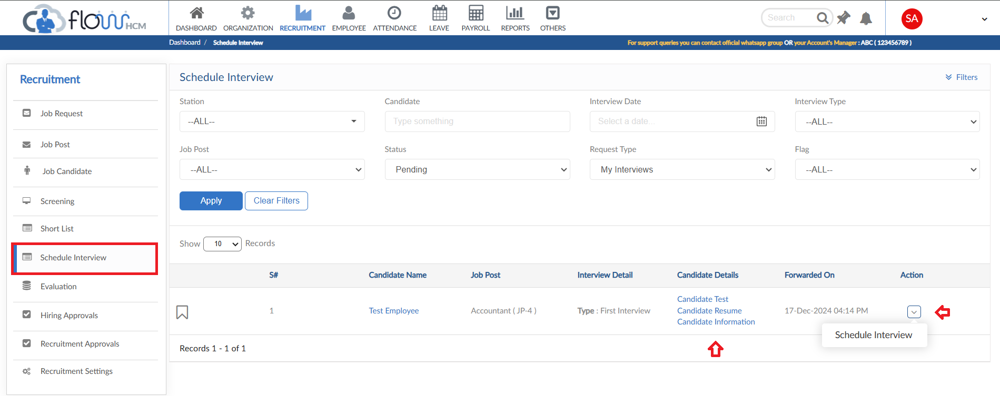 flowHCM
DASHBOARD ORGANIZATION RECRUITMENT EMPLOYEE ATTENDANCE LEAVE PAYROLL REPORTS OTHERS
Search
SA
Dashboard / Schedule Interview
For support queries you can contact official whatsapp group OR your Account's Manager : ABC ( 123456789 )
Recruitment
Job Request
Job Post
Job Candidate
Screening
Short List
Schedule Interview
Evaluation
Hiring Approvals
Recruitment Approvals
Recruitment Settings
Schedule Interview
Filters
Station Candidate Interview Date Interview Type
--ALL-- Type something Select a date... --ALL--
Job Post Status Request Type Flag
--ALL-- Pending My Interviews --ALL--
Apply Clear Filters
Show 10 Records
S# Candidate Name Job Post Interview Detail Candidate Details Forwarded On Action
1 Test Employee Accountant ( JP-4 ) Type : First Interview
Candidate Test
Candidate Resume
Candidate Information
17-Dec-2024 04:14 PM
Schedule Interview
Records 1 - 1 of 1